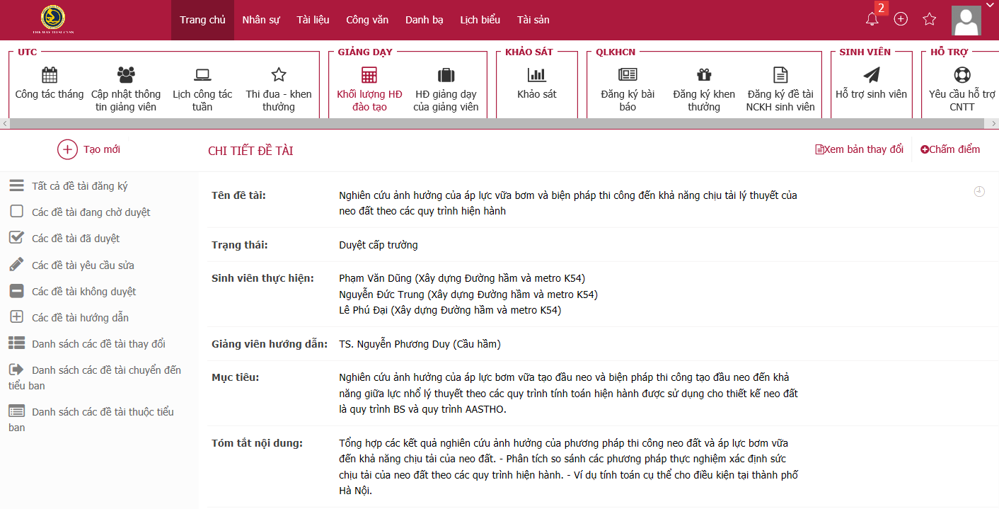 THE WAY TO SUCCESS
Trang chủ Nhân sự Tài liệu Công văn Danh bạ Lịch biểu Tài sản
2
UTC
Công tác tháng
Cập nhật thông
tin giảng viên
Lịch công tác
tuần
Thi đua - khen
thưởng
GIẢNG DẠY
Khối lượng HĐ
đào tạo
HĐ giảng dạy
của giảng viên
KHẢO SÁT
Khảo sát
QLKHCN
Đăng ký bài
báo
Đăng ký khen
thưởng
Đăng ký đề tài
NCKH sinh viên
SINH VIÊN
Hỗ trợ sinh viên
HỖ TRỢ
Yêu cầu hỗ trợ
CNTT
Tạo mới
CHI TIẾT ĐỀ TÀI
Xem bản thay đổi
Chấm điểm
Tất cả đề tài đăng ký
Các đề tài đang chờ duyệt
Các đề tài đã duyệt
Các đề tài yêu cầu sửa
Các đề tài không duyệt
Các đề tài hướng dẫn
Danh sách các đề tài thay đổi
Danh sách các đề tài chuyển đến
tiểu ban
Danh sách các đề tài thuộc tiểu
ban
Tên đề tài:
Nghiên cứu ảnh hưởng của áp lực vữa bơm và biện pháp thi công đến khả năng chịu tải lý thuyết của
neo đất theo các quy trình hiện hành
Trạng thái:
Duyệt cấp trường
Sinh viên thực hiện:
Phạm Văn Dũng (Xây dựng Đường hầm và metro K54)
Nguyễn Đức Trung (Xây dựng Đường hầm và metro K54)
Lê Phú Đại (Xây dựng Đường hầm và metro K54)
Giảng viên hướng dẫn:
TS. Nguyễn Phương Duy (Cầu hầm)
Mục tiêu:
Nghiên cứu ảnh hưởng của áp lực bơm vữa tạo đầu neo và biện pháp thi công tạo đầu neo đến khả
năng giữa lực nhổ lý thuyết theo các quy trình tính toán hiện hành được sử dụng cho thiết kế neo đất
là quy trình BS và quy trình AASTHO.
Tóm tắt nội dung:
Tổng hợp các kết quả nghiên cứu ảnh hưởng của phương pháp thi công neo đất và áp lực bơm vữa
đến khả năng chịu tải của neo đất. - Phân tích so sánh các phương pháp thực nghiệm xác định sức
chịu tải của neo đất theo các quy trình hiện hành. - Ví dụ tính toán cụ thể cho điều kiện tại thành phố
Hà Nội.